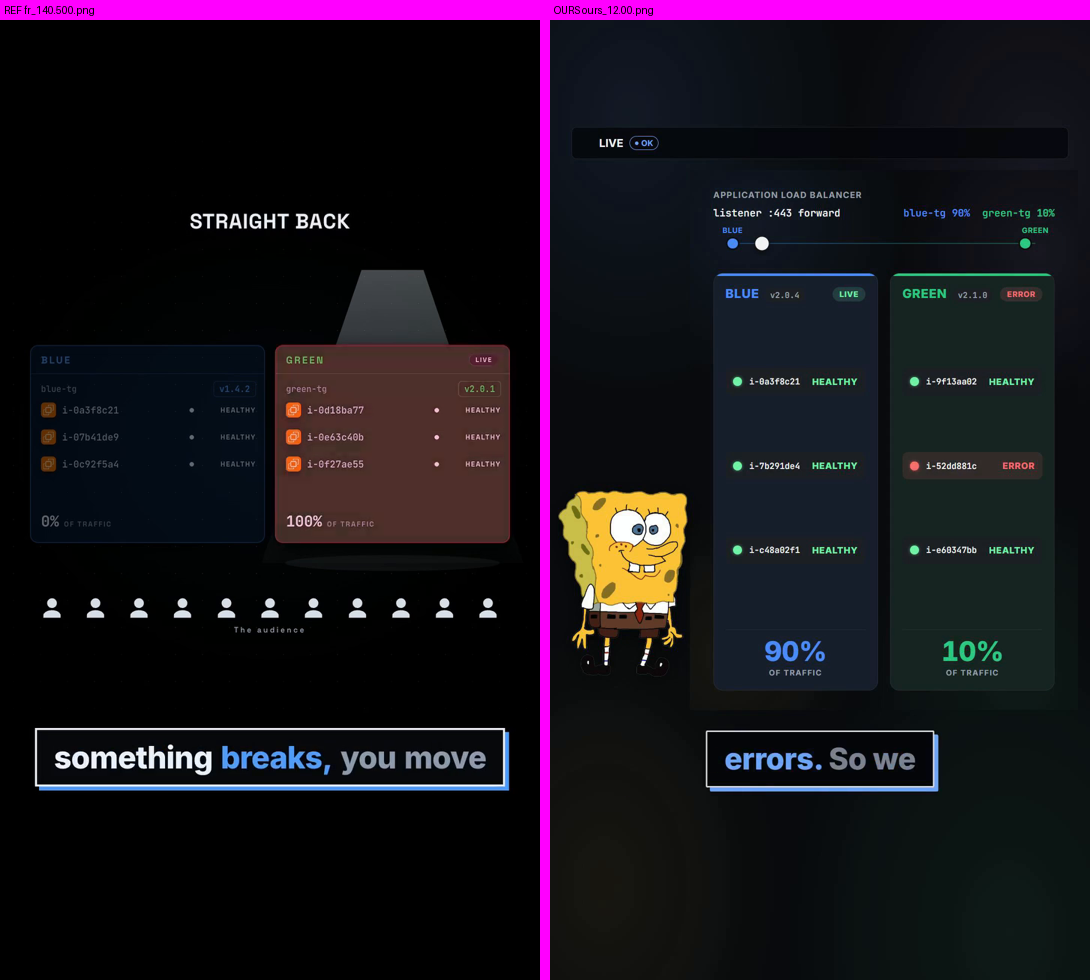 REF fr_140.500.png
STRAIGHT BACK
BLUE
blue-tg v1.4.2
i-0a3f8c21 HEALTHY
i-07b41de9 HEALTHY
i-0c92f5a4 HEALTHY
0% OF TRAFFIC
GREEN LIVE
green-tg v2.0.1
i-0d18ba77 HEALTHY
i-0e63c40b HEALTHY
i-0f27ae55 HEALTHY
100% OF TRAFFIC
The audience
something breaks, you move
OURS ours_12.00.png
LIVE OK
APPLICATION LOAD BALANCER
listener :443 forward blue-tg 90% green-tg 10%
BLUE GREEN
BLUE v2.0.4 LIVE
i-0a3f8c21 HEALTHY
i-7b291de4 HEALTHY
i-c48a02f1 HEALTHY
90%
OF TRAFFIC
GREEN v2.1.0 ERROR
i-9f13aa02 HEALTHY
i-52dd881c ERROR
i-e60347bb HEALTHY
10%
OF TRAFFIC
errors. So we